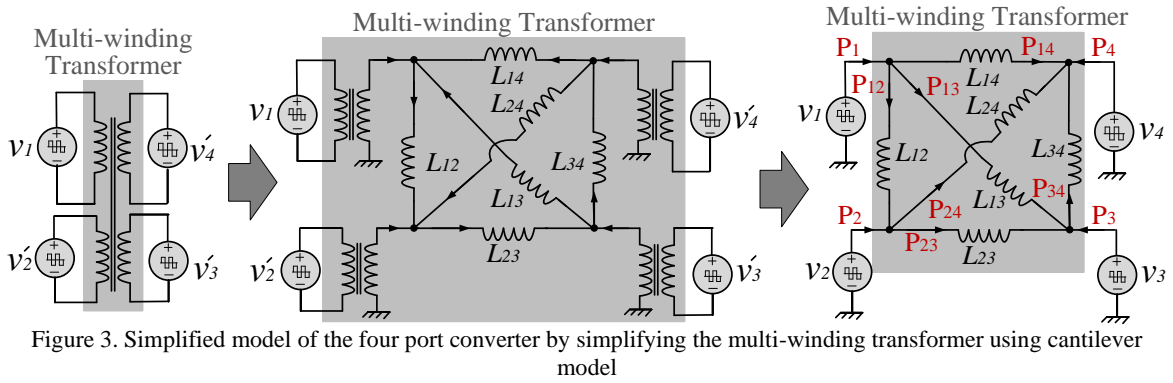 Multi-winding
Transformer
v1
v´4
v´2
v´3
Multi-winding Transformer
v1
L14
L24
v´4
L12
L34
L13
v´2
L23
v´3
Multi-winding Transformer
P1
P14
P4
P12
P13
L14
L24
v1
v4
L12
L34
L13
P34
P2
P24
P3
P23
L23
v2
v3
Figure 3. Simplified model of the four port converter by simplifying the multi-winding transformer using cantilever
model